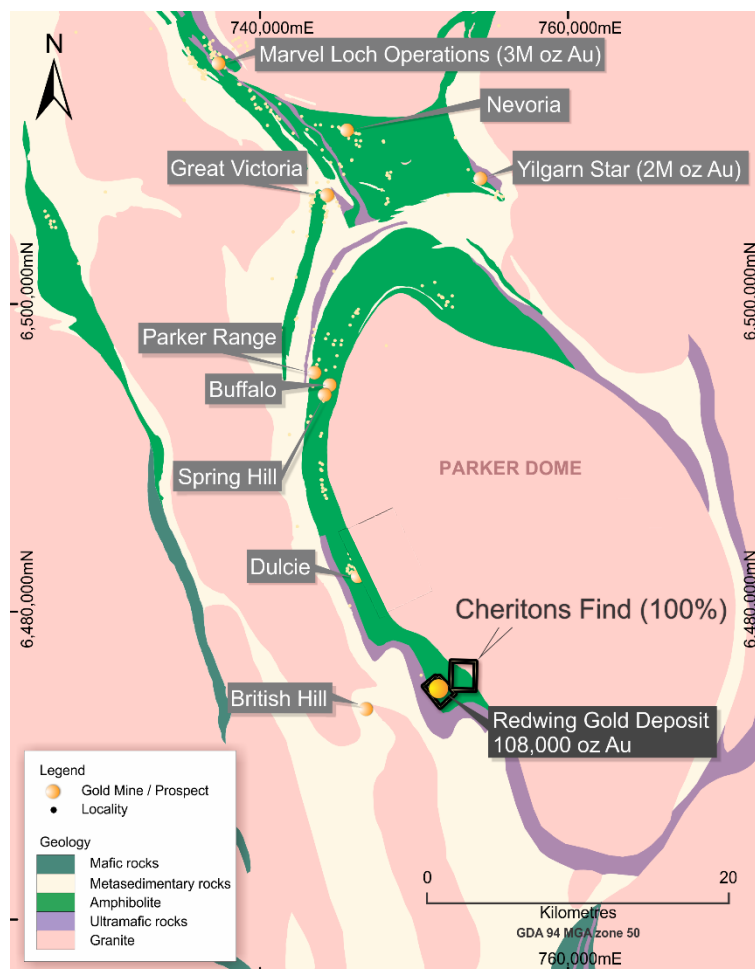 740,000mE
760,000mE
N
Marvel Loch Operations (3M oz Au)
Nevoria
Great Victoria
Yilgarn Star (2M oz Au)
6,500,000mN
6,500,000mN
Parker Range
Buffalo
Spring Hill
PARKER DOME
Dulcie
6,480,000mN
6,480,000mN
Cheritons Find (100%)
British Hill
Redwing Gold Deposit
108,000 oz Au
Legend
Gold Mine / Prospect
Locality
Geology
Mafic rocks
Metasedimentary rocks
Amphibolite
Ultramafic rocks
Granite
0
20
Kilometres
GDA 94 MGA zone 50
760,000mE